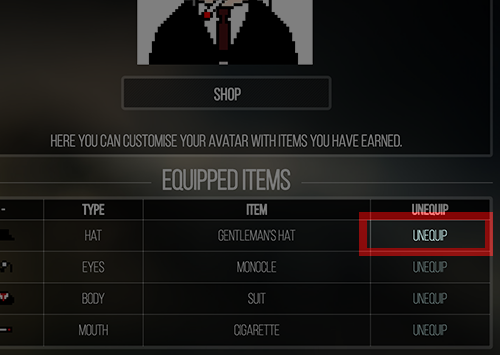 SHOP
HERE YOU CAN CUSTOMISE YOUR AVATAR WITH ITEMS YOU HAVE EARNED.
EQUIPPED ITEMS
- TYPE ITEM UNEQUIP
HAT GENTLEMAN'S HAT UNEQUIP
EYES MONOCLE UNEQUIP
BODY SUIT UNEQUIP
MOUTH CIGARETTE UNEQUIP